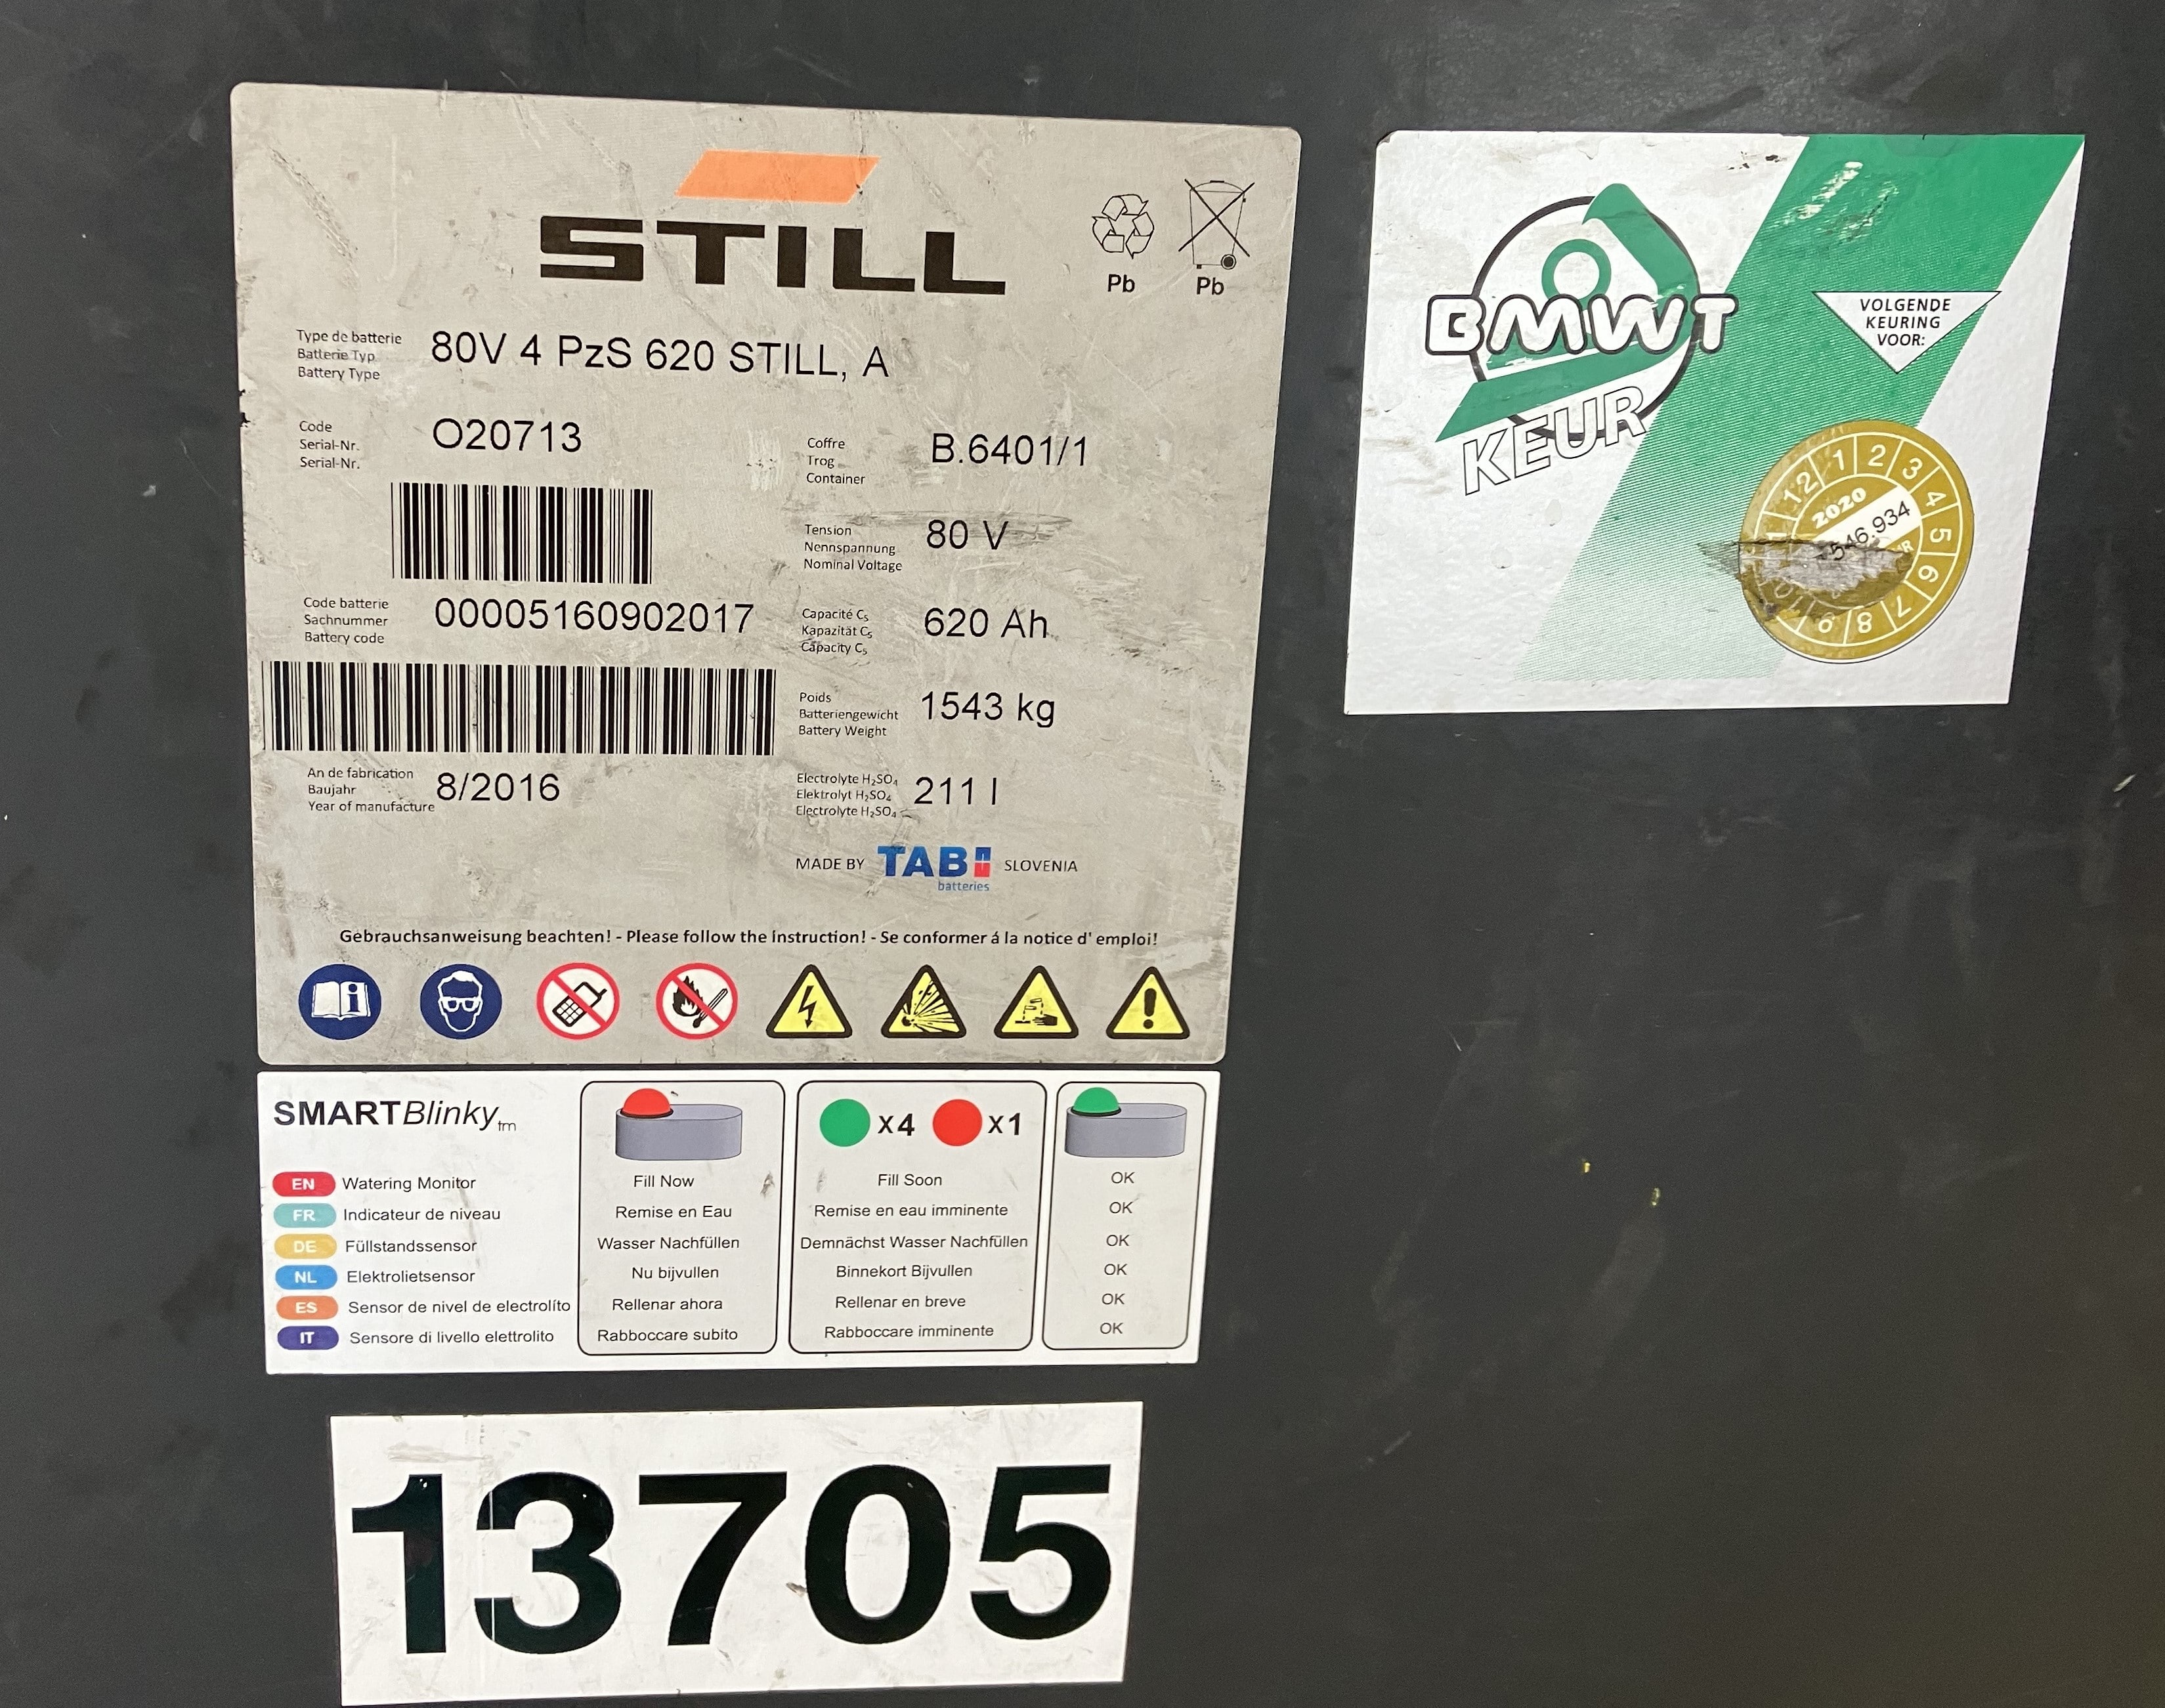 STILL
Pb Pb
Type de batterie
Batterie Typ
Battery Type
80V 4 PzS 620 STILL, A
Code
Serial-Nr.
Serial-Nr.
O20713
Coffre
Trog
Container
B.6401/1
Tension
Nennspannung
Nominal Voltage
80 V
Code batterie
Sachnummer
Battery code
00005160902017
Capacité C₅
Kapazität C₅
Capacity C₅
620 Ah
Poids
Batteriengewicht
Battery Weight
1543 kg
An de fabrication
Baujahr
Year of manufacture
8/2016
Electrolyte H₂SO₄
Elektrolyt H₂SO₄
Electrolyte H₂SO₄
211 l
MADE BY TAB batteries SLOVENIA
Gebrauchsanweisung beachten! - Please follow the instruction! - Se conformer á la notice d' emploi!
SMARTBlinky tm
x4 x1
EN Watering Monitor Fill Now Fill Soon OK
FR Indicateur de niveau Remise en Eau Remise en eau imminente OK
DE Füllstandssensor Wasser Nachfüllen Demnächst Wasser Nachfüllen OK
NL Elektrolietsensor Nu bijvullen Binnekort Bijvullen OK
ES Sensor de nivel de electrolíto Rellenar ahora Rellenar en breve OK
IT Sensore di livello elettrolito Rabboccare subito Rabboccare imminente OK
13705
BMWT
KEUR
VOLGENDE
KEURING
VOOR:
12 1 2 3 4 5 6 7 8 9 10
2020
546.934